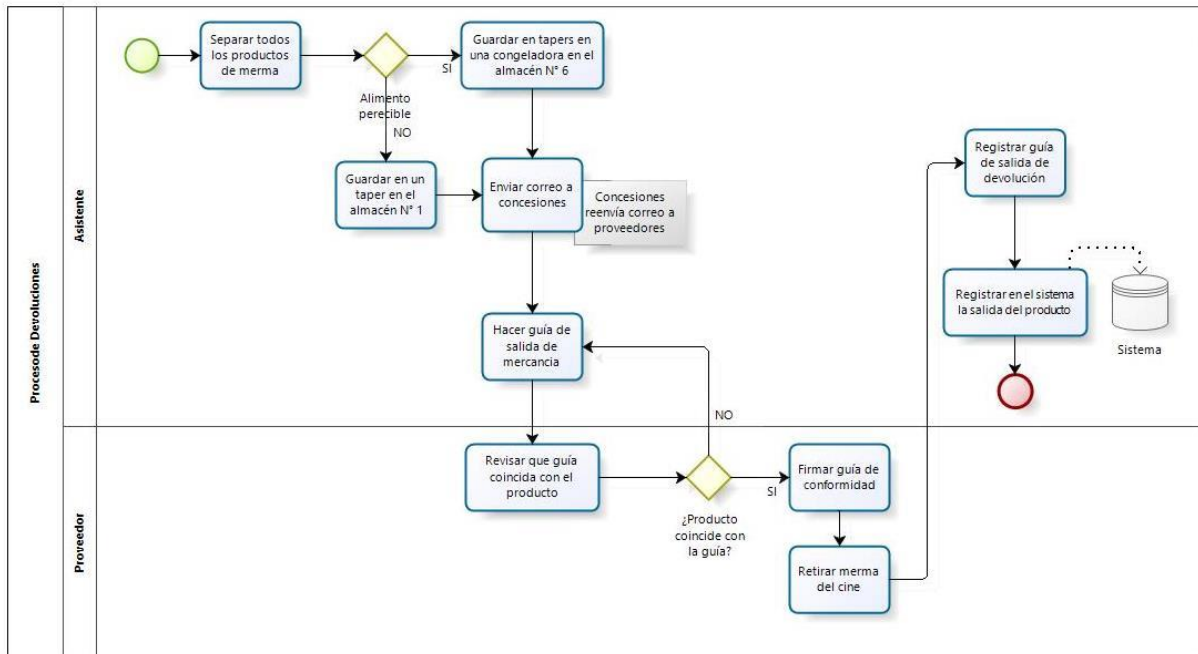 Procesode Devoluciones
Asistente
Separar todos
los productos
de merma
Alimento
perecible
SI
NO
Guardar en tapers en
una congeladora en el
almacén N° 6
Guardar en un
taper en el
almacén N° 1
Enviar correo a
concesiones
Concesiones
reenvía correo a
proveedores
Hacer guía de
salida de
mercancia
Registrar guía
de salida de
devolución
Registrar en el sistema
la salida del producto
Sistema
Proveedor
Revisar que guía
coincida con el
producto
¿Producto
coincide con
la guía?
NO
SI
Firmar guía de
conformidad
Retirar merma
del cine